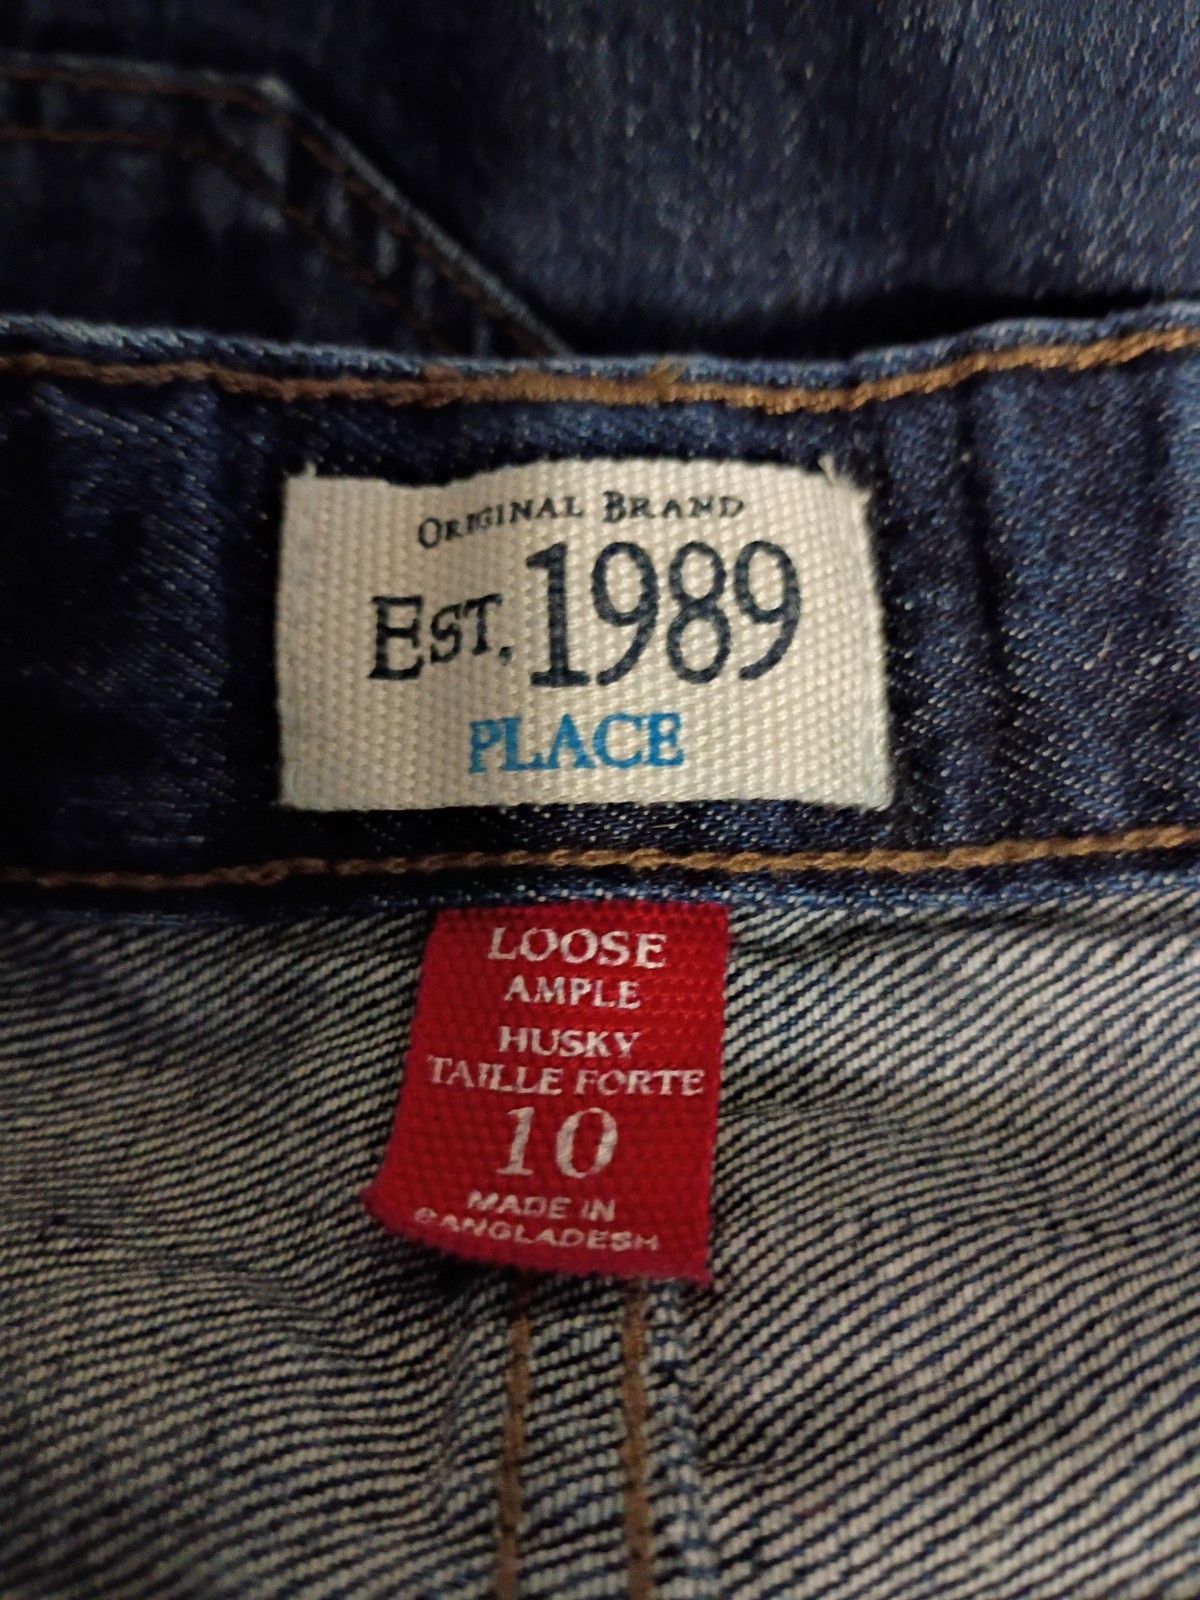 ORIGINAL BRAND
EST. 1989
PLACE
LOOSE
AMPLE
HUSKY
TAILLE FORTE
10
MADE IN
BANGLADESH